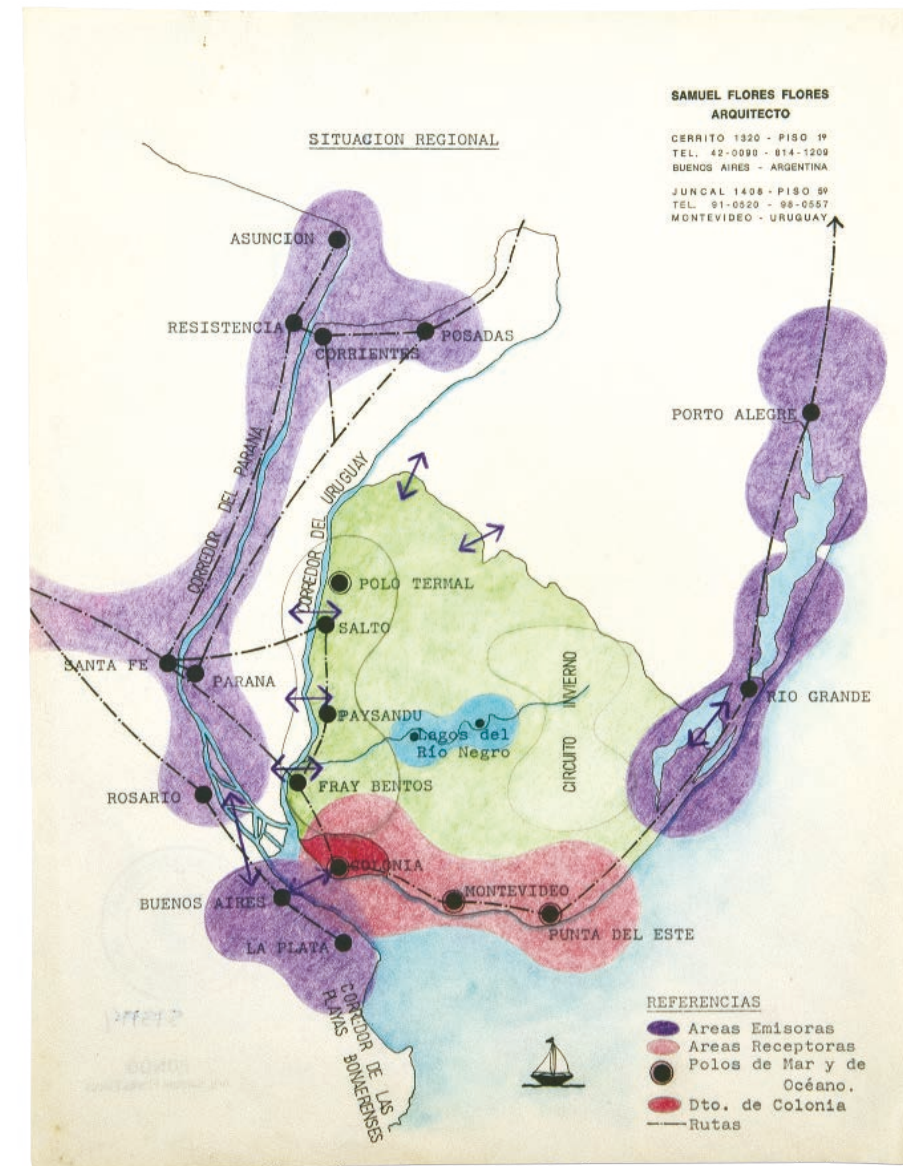 SAMUEL FLORES FLORES
ARQUITECTO
CERRITO 1320 - PISO 1º
TEL. 42-0090 - 814-1209
BUENOS AIRES - ARGENTINA
JUNCAL 1408 - PISO 5º
TEL. 91-0520 - 98-0557
MONTEVIDEO - URUGUAY
SITUACION REGIONAL
ASUNCION
RESISTENCIA
CORRIENTES
POSADAS
PORTO ALEGRE
CORREDOR DEL PARANA
CORREDOR DEL URUGUAY
POLO TERMAL
SALTO
SANTA FE
PARANA
CIRCUITO INVIERNO
RIO GRANDE
PAYSANDU
Lagos del
Río Negro
FRAY BENTOS
ROSARIO
COLONIA
MONTEVIDEO
BUENOS AIRES
PUNTA DEL ESTE
LA PLATA
CORREDOR DE LAS
PLAYAS BONAERENSES
REFERENCIAS
Areas Emisoras
Areas Receptoras
Polos de Mar y de
Océano.
Dto. de Colonia
Rutas